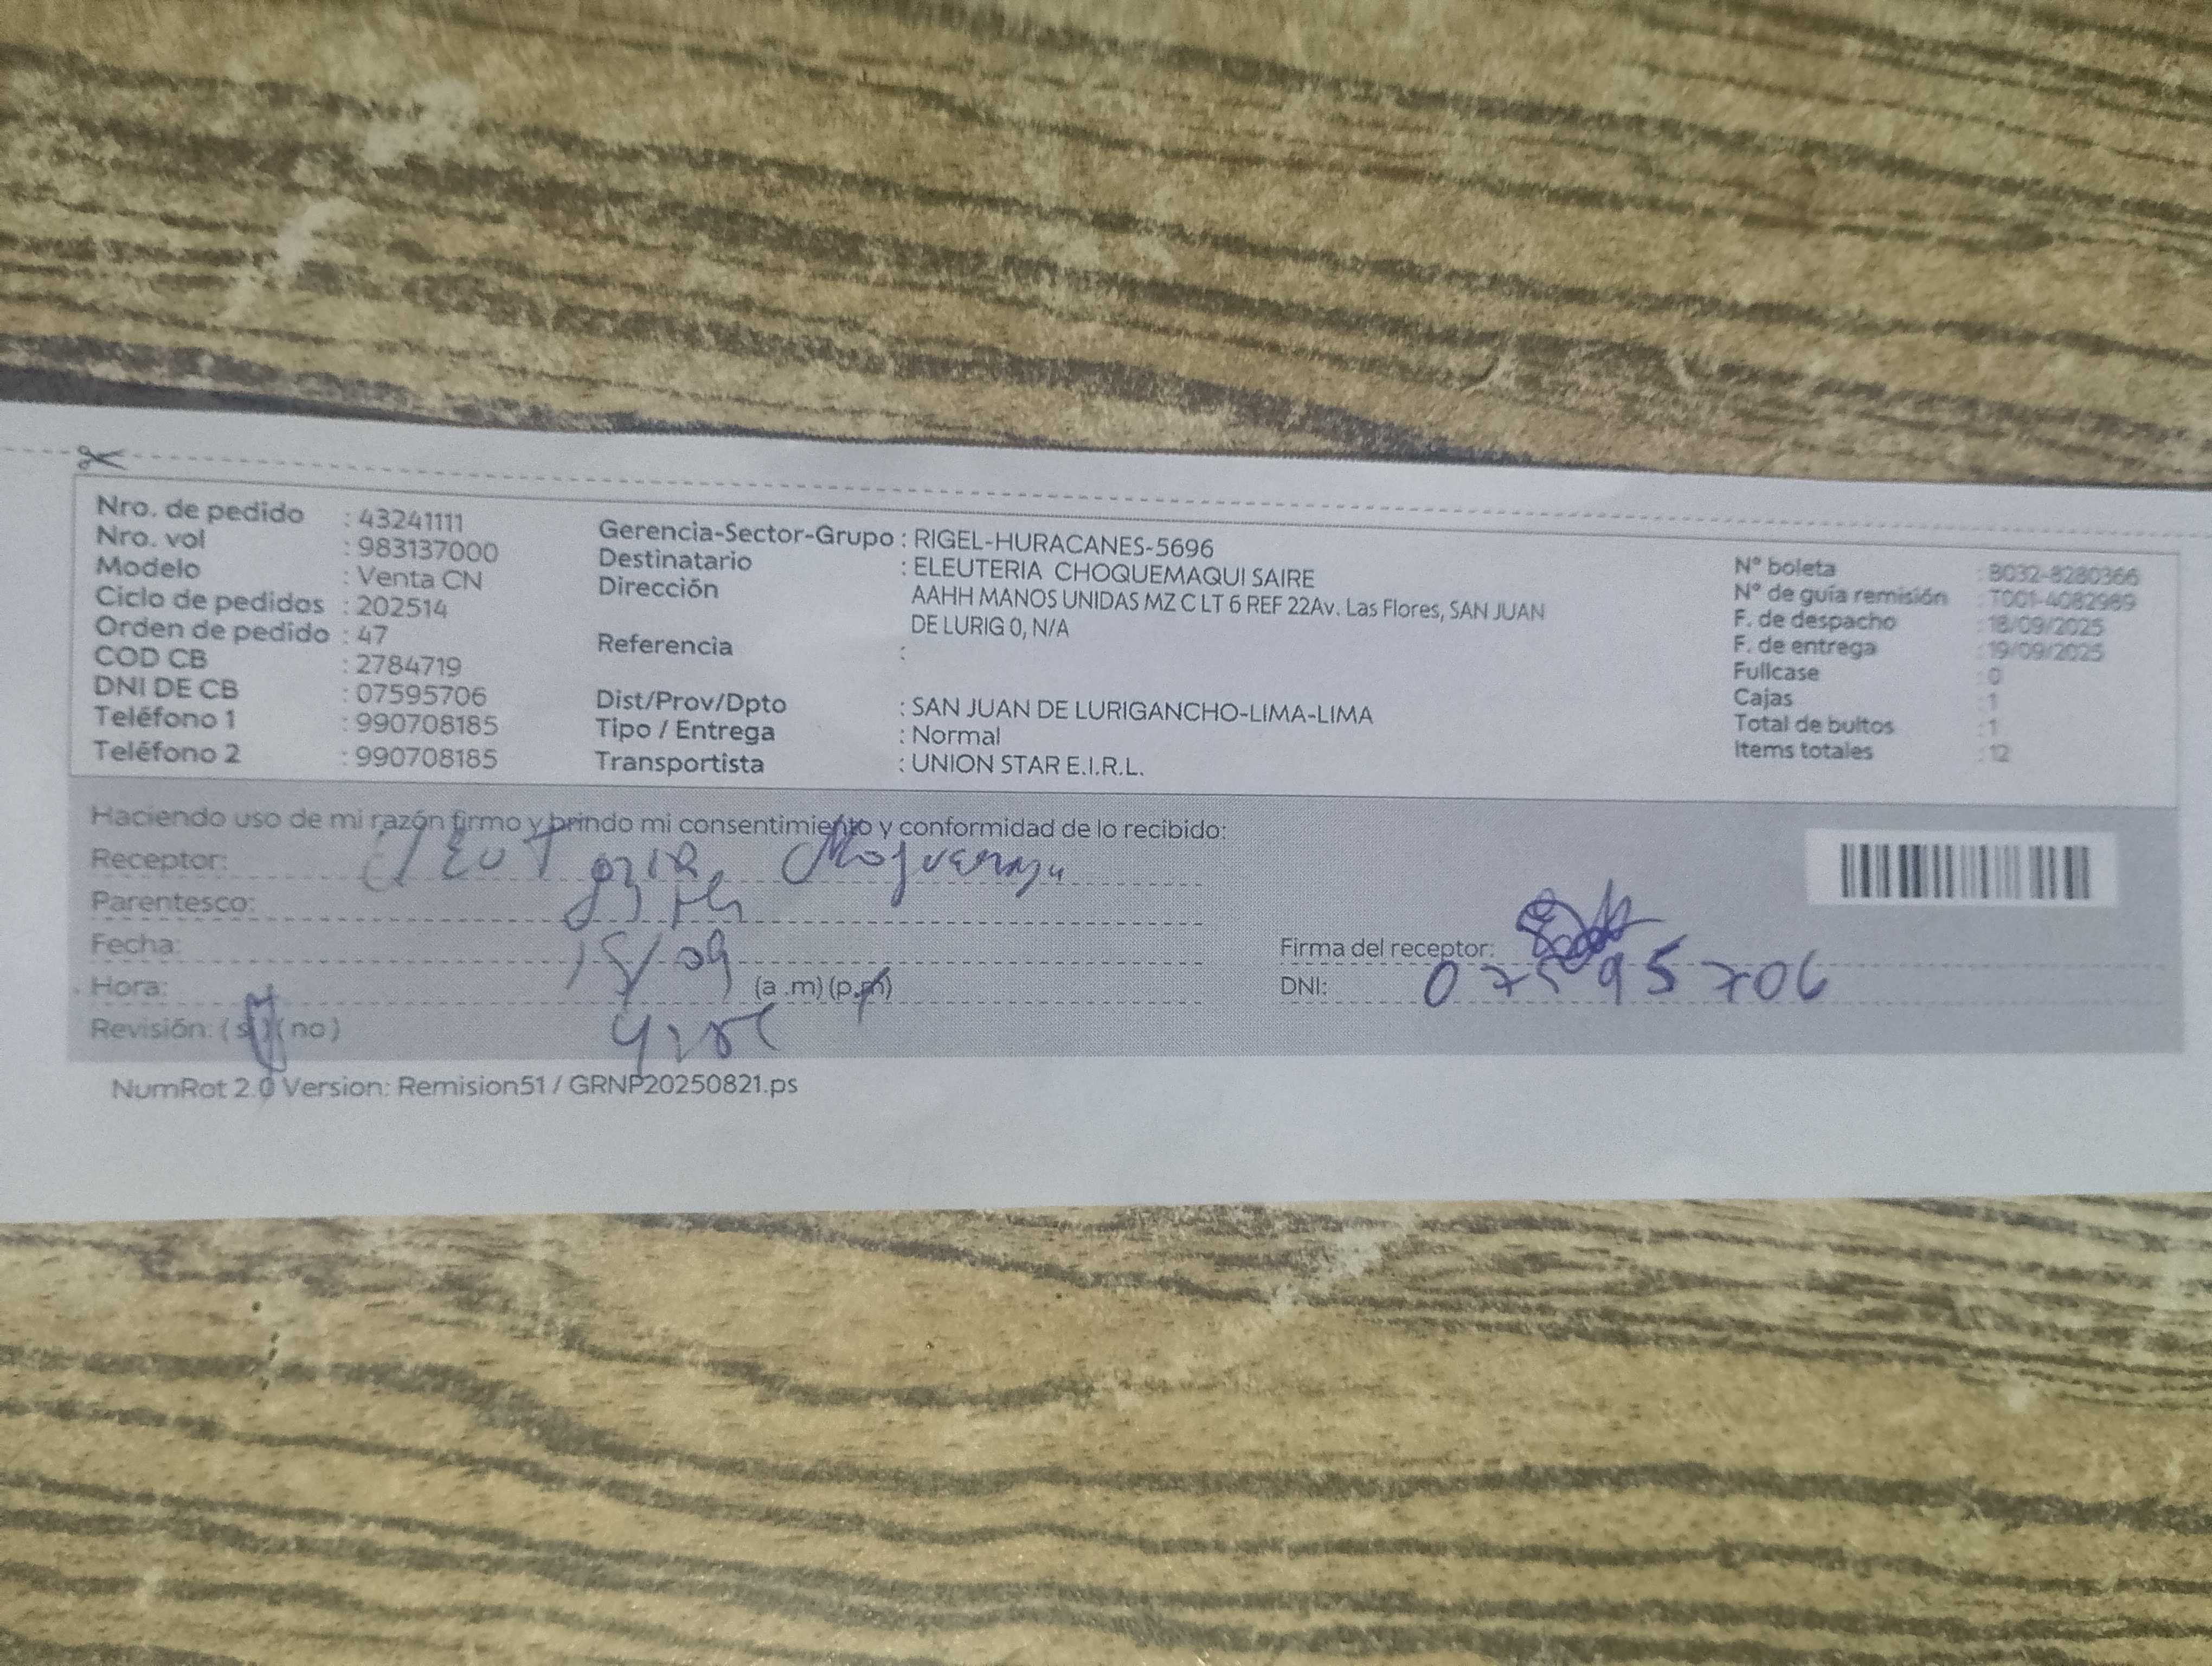 Nro. de pedido : 43241111
Nro. vol : 983137000
Modelo : Venta CN
Ciclo de pedidos : 202514
Orden de pedido : 47
COD CB : 2784719
DNI DE CB : 07595706
Teléfono 1 : 990708185
Teléfono 2 : 990708185
Gerencia-Sector-Grupo : RIGEL-HURACANES-5696
Destinatario : ELEUTERIA CHOQUEMAQUI SAIRE
Dirección AAHH MANOS UNIDAS MZ C LT 6 REF 22Av. Las Flores, SAN JUAN
DE LURIG 0, N/A
Referencia :
Dist/Prov/Dpto : SAN JUAN DE LURIGANCHO-LIMA-LIMA
Tipo / Entrega : Normal
Transportista : UNION STAR E.I.R.L.
N° boleta : B032-8280366
N° de guía remisión : T001-4082989
F. de despacho : 18/09/2025
F. de entrega : 19/09/2025
Fullcase : 0
Cajas : 1
Total de bultos : 1
Items totales : 12
Haciendo uso de mi razón firmo y brindo mi consentimiento y conformidad de lo recibido:
Receptor:
Parentesco:
Fecha:
Hora: (a .m) (p.m)
Revisión: ( si ) ( no )
Firma del receptor:
DNI: 07595706
NumRot 2.0 Version: Remision51 / GRNP20250821.ps